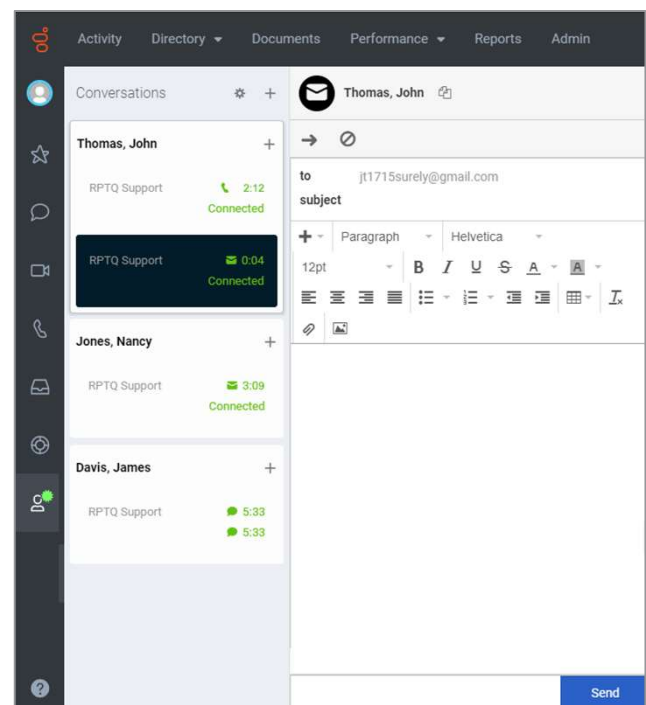 Activity Directory Documents Performance Reports Admin
Conversations
Thomas, John
RPTQ Support 2:12
Connected
RPTQ Support 0:04
Connected
Jones, Nancy
RPTQ Support 3:09
Connected
Davis, James
RPTQ Support 5:33
5:33
Thomas, John
to jt1715surely@gmail.com
subject
Paragraph Helvetica
12pt B I U S A A
Send